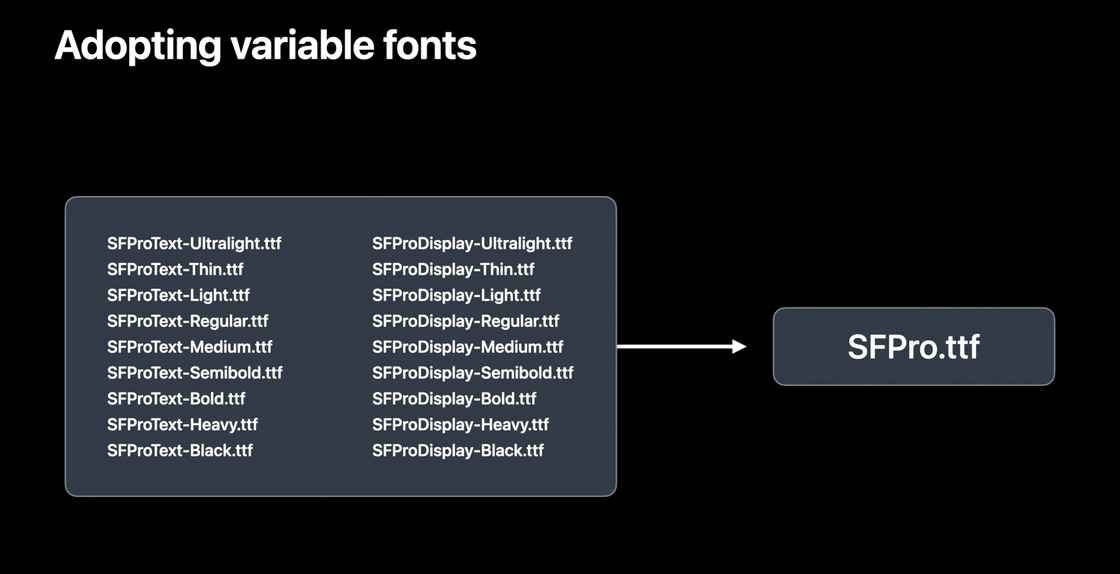 Adopting variable fonts
SFProText-Ultralight.ttf
SFProText-Thin.ttf
SFProText-Light.ttf
SFProText-Regular.ttf
SFProText-Medium.ttf
SFProText-Semibold.ttf
SFProText-Bold.ttf
SFProText-Heavy.ttf
SFProText-Black.ttf
SFProDisplay-Ultralight.ttf
SFProDisplay-Thin.ttf
SFProDisplay-Light.ttf
SFProDisplay-Regular.ttf
SFProDisplay-Medium.ttf
SFProDisplay-Semibold.ttf
SFProDisplay-Bold.ttf
SFProDisplay-Heavy.ttf
SFProDisplay-Black.ttf
SFPro.ttf